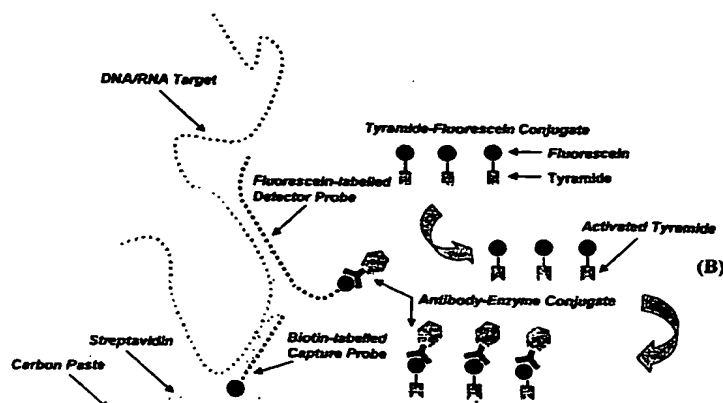 DNA/RNA Target
Tyramide-Fluorescein Conjugate
Fluorescein
Tyramide
Fluorescein-labelled
Detector Probe
Activated Tyramide
(B)
Antibody-Enzyme Conjugate
Streptavidin
Biotin-labelled
Capture Probe
Carbon Paste